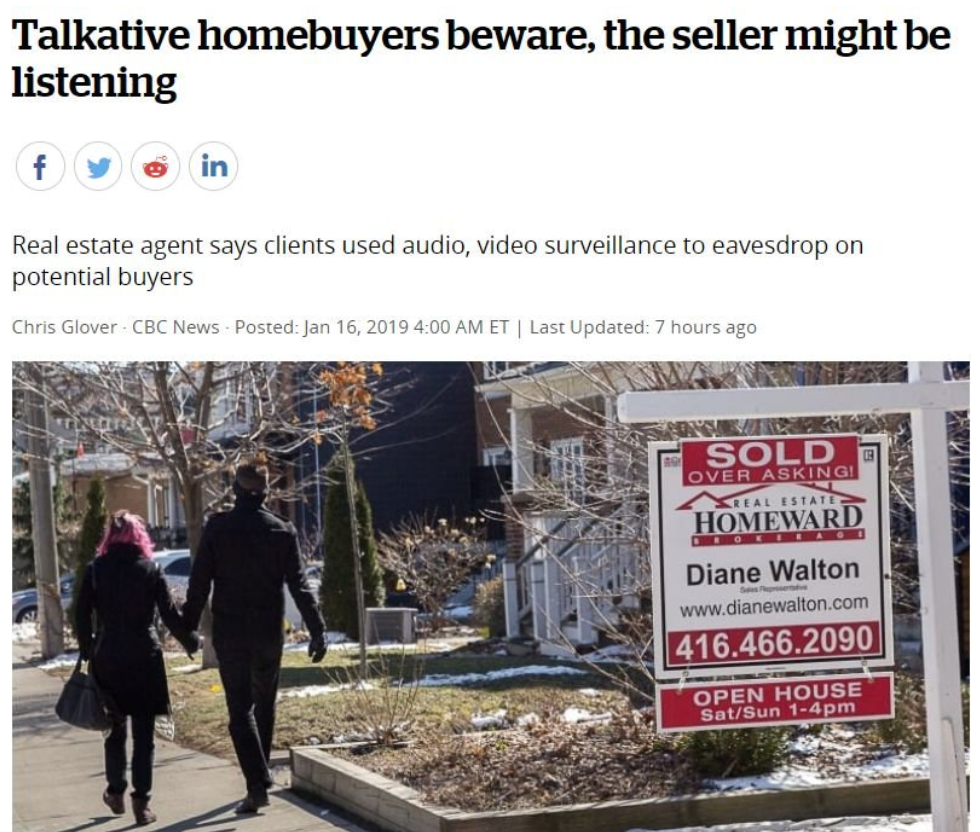 Talkative homebuyers beware, the seller might be
listening
f
in
Real estate agent says clients used audio, video surveillance to eavesdrop on
potential buyers
Chris Glover · CBC News · Posted: Jan 16, 2019 4:00 AM ET | Last Updated: 7 hours ago
SOLD
OVER ASKING!
REAL ESTATE
HOMEWARD
BROKERAGE
Diane Walton
Sales Representative
www.dianewalton.com
416.466.2090
OPEN HOUSE
Sat/Sun 1-4pm